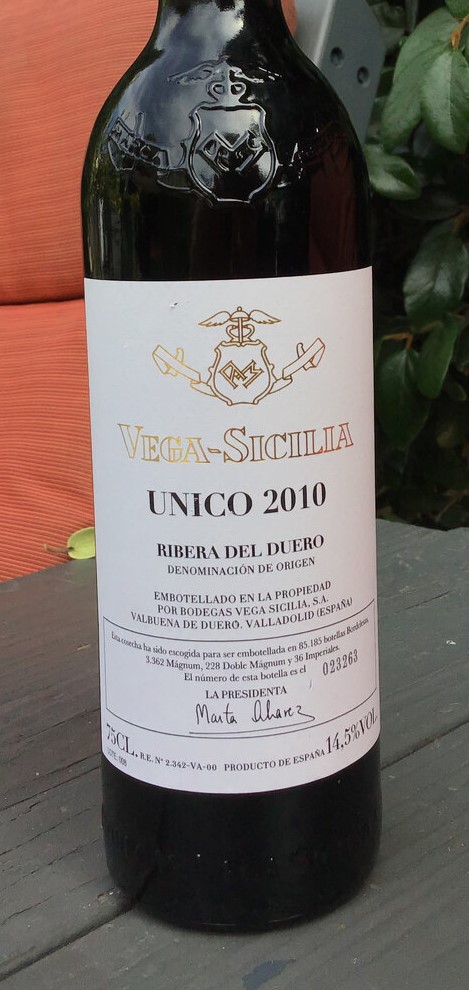 VEGA-SICILIA
UNICO 2010
RIBERA DEL DUERO
DENOMINACIÓN DE ORIGEN
EMBOTELLADO EN LA PROPIEDAD
POR BODEGAS VEGA SICILIA, S.A.
VALBUENA DE DUERO. VALLADOLID (ESPAÑA)
Esta cosecha ha sido escogida para ser embotellada en 85.185 botellas Bordelesas,
3.362 Mágnum, 228 Doble Mágnum y 36 Imperiales.
El número de esta botella es el 023263
LA PRESIDENTA
Marta Alvarez
75CL. R.E. Nº 2.342-VA-00 PRODUCTO DE ESPAÑA 14,5%VOL.